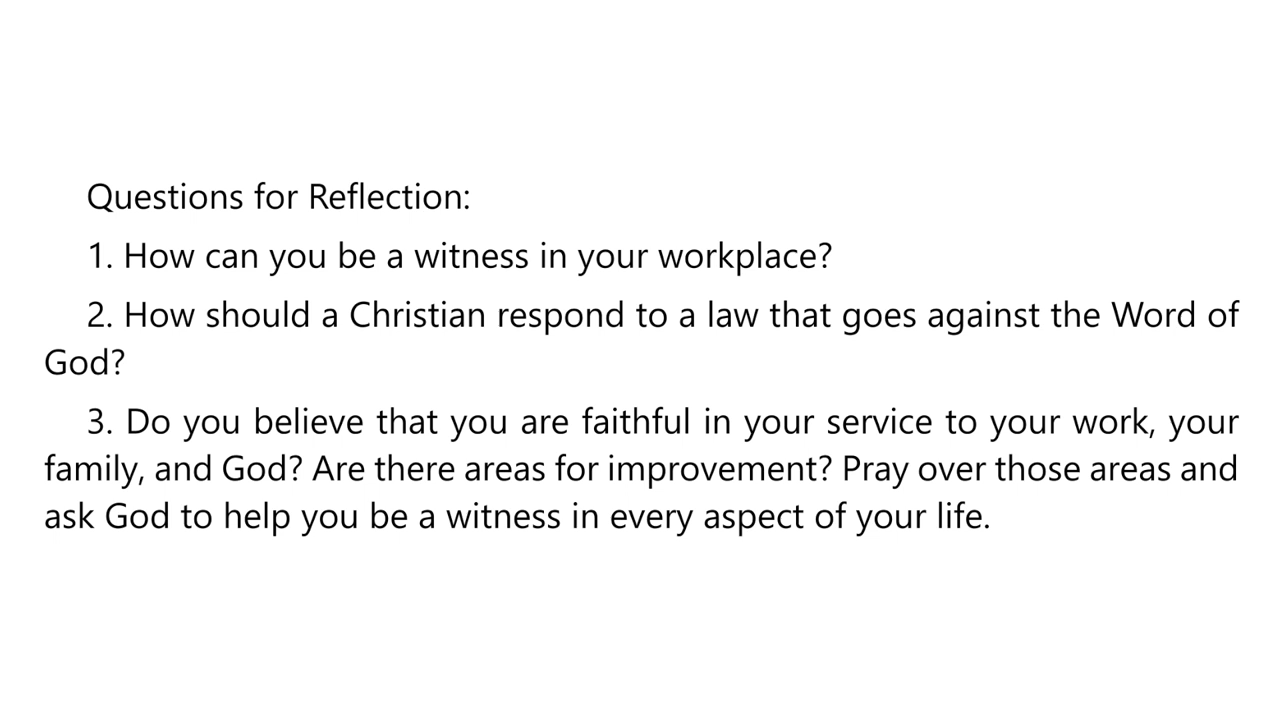 Questions for Reflection:
1. How can you be a witness in your workplace?
2. How should a Christian respond to a law that goes against the Word of
God?
3. Do you believe that you are faithful in your service to your work, your
family, and God? Are there areas for improvement? Pray over those areas and
ask God to help you be a witness in every aspect of your life.